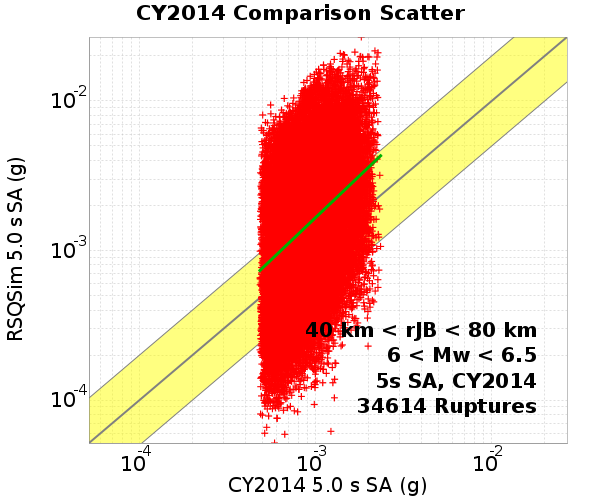 CY2014 Comparison Scatter
RSQSim 5.0 s SA (g)
10-2
10-3
10-4
40 km < rJB < 80 km
6 < Mw < 6.5
5s SA, CY2014
34614 Ruptures
10-4 10-3 10-2
CY2014 5.0 s SA (g)